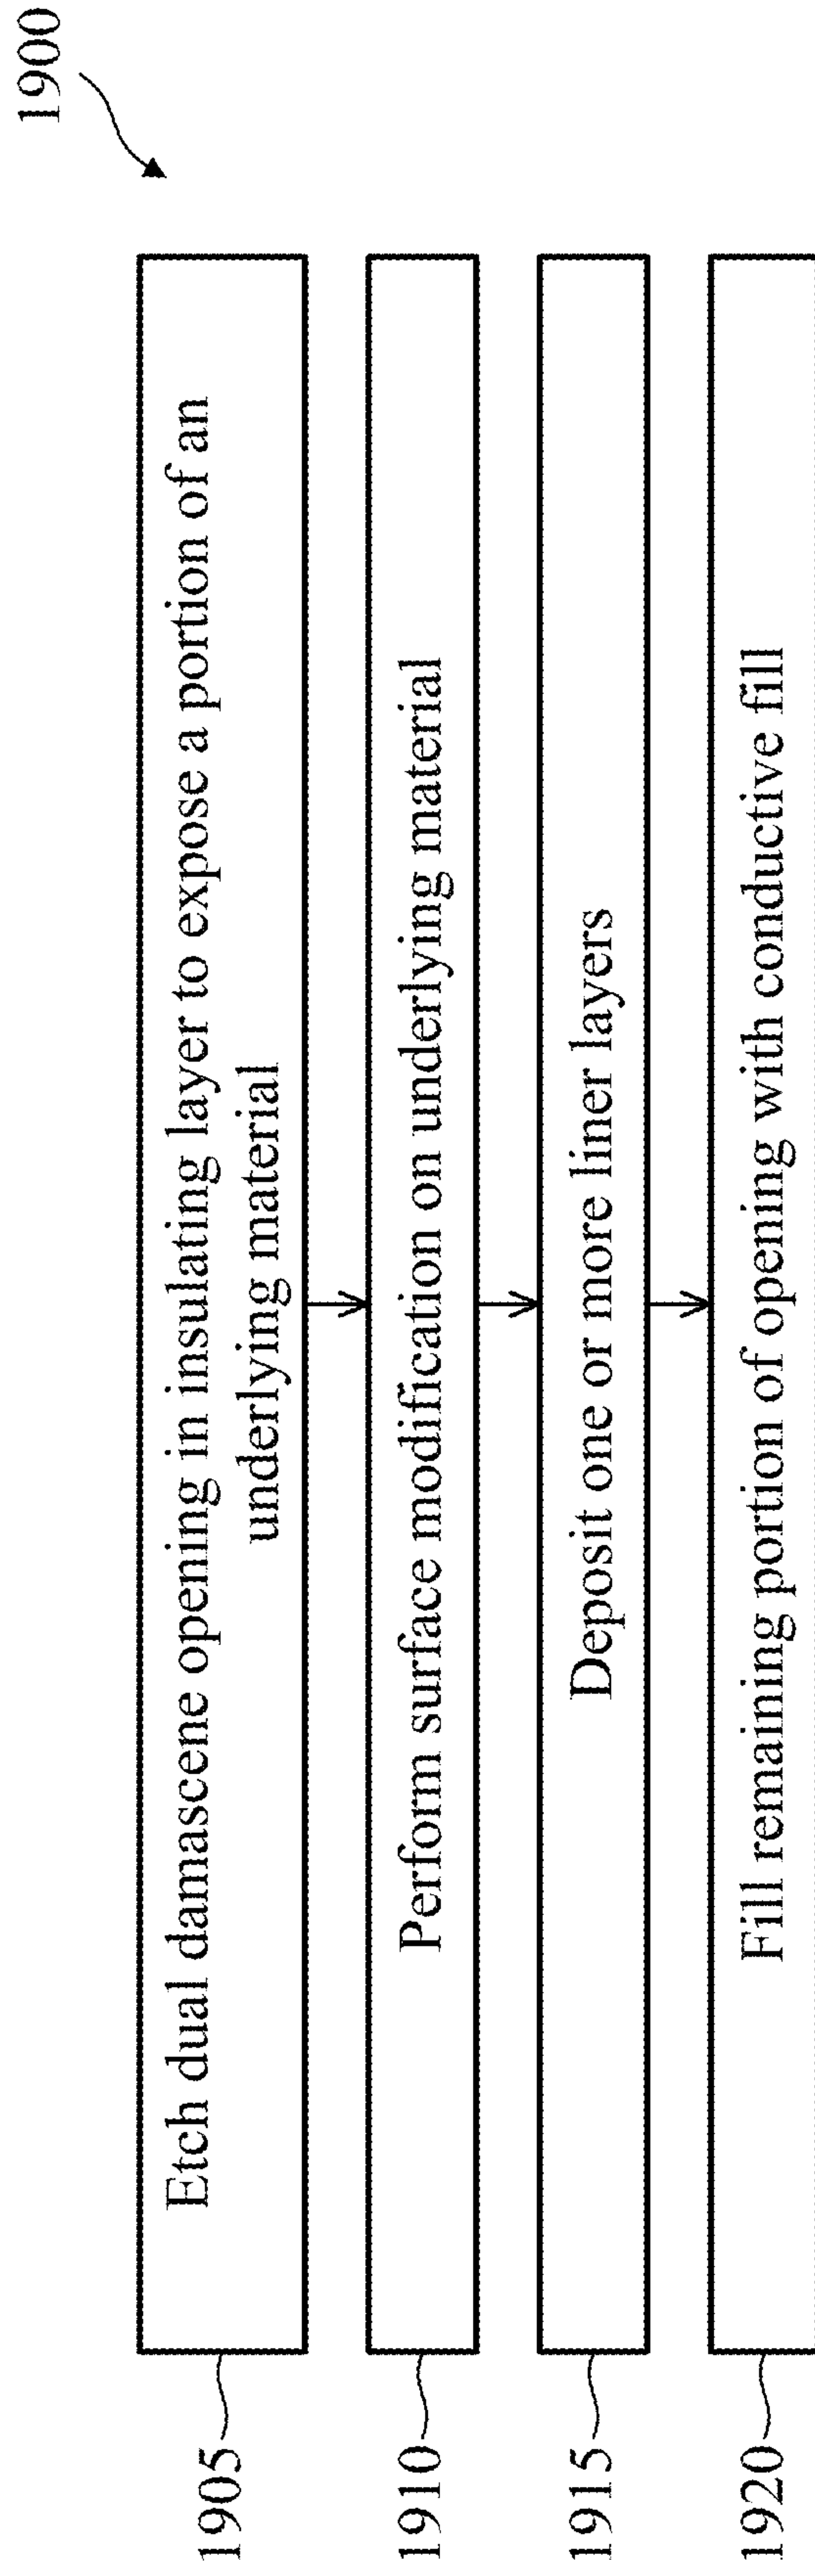 1900
1905
Etch dual damascene opening in insulating layer to expose a portion of an
underlying material
1910
Perform surface modification on underlying material
1915
Deposit one or more liner layers
1920
Fill remaining portion of opening with conductive fill